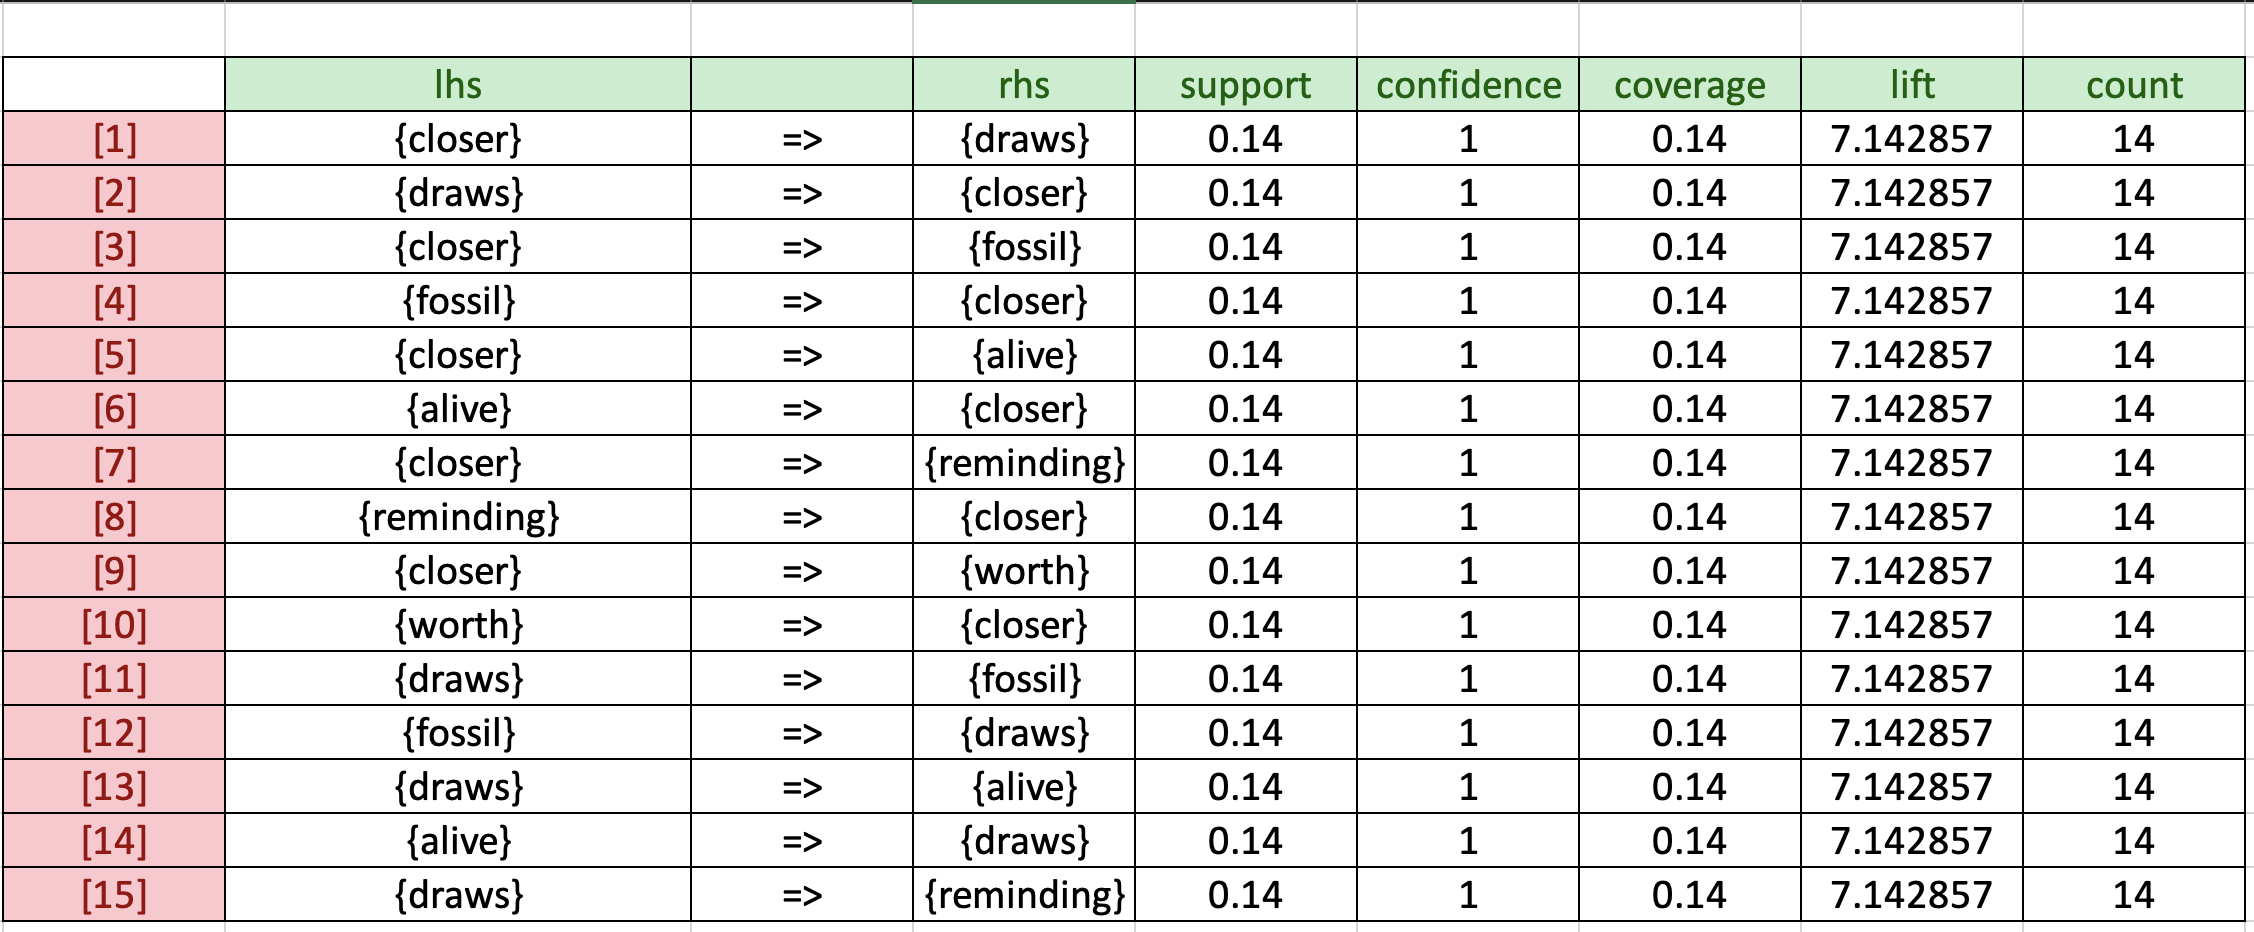 lhs rhs support confidence coverage lift count
[1] {closer} => {draws} 0.14 1 0.14 7.142857 14
[2] {draws} => {closer} 0.14 1 0.14 7.142857 14
[3] {closer} => {fossil} 0.14 1 0.14 7.142857 14
[4] {fossil} => {closer} 0.14 1 0.14 7.142857 14
[5] {closer} => {alive} 0.14 1 0.14 7.142857 14
[6] {alive} => {closer} 0.14 1 0.14 7.142857 14
[7] {closer} => {reminding} 0.14 1 0.14 7.142857 14
[8] {reminding} => {closer} 0.14 1 0.14 7.142857 14
[9] {closer} => {worth} 0.14 1 0.14 7.142857 14
[10] {worth} => {closer} 0.14 1 0.14 7.142857 14
[11] {draws} => {fossil} 0.14 1 0.14 7.142857 14
[12] {fossil} => {draws} 0.14 1 0.14 7.142857 14
[13] {draws} => {alive} 0.14 1 0.14 7.142857 14
[14] {alive} => {draws} 0.14 1 0.14 7.142857 14
[15] {draws} => {reminding} 0.14 1 0.14 7.142857 14